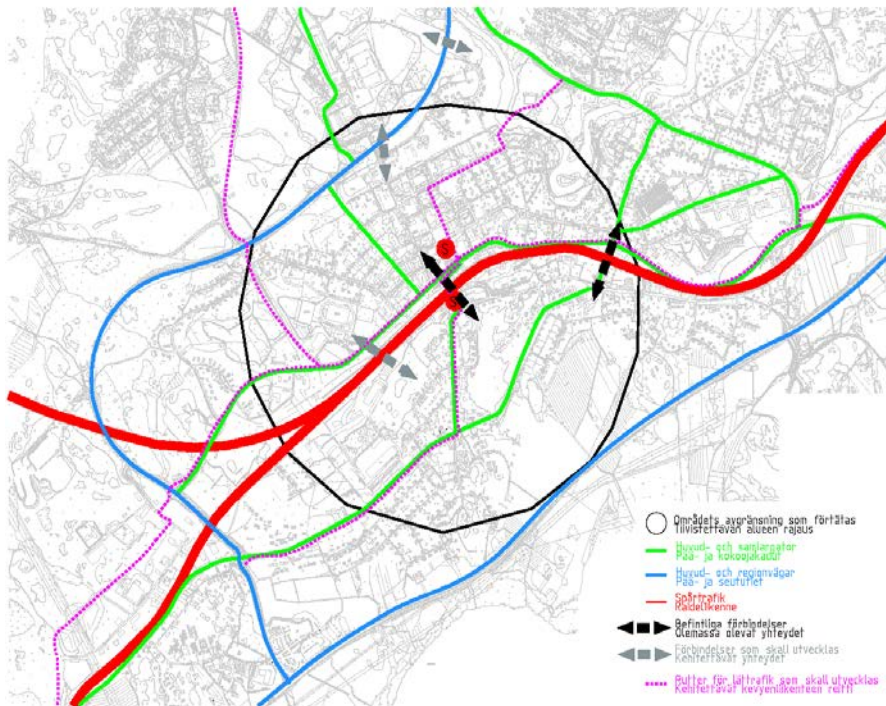 Områdets avgränsning som förtätas
Tiivistettävän alueen rajaus
Huvud- och samlargator
Pää- ja kokoojakadut
Huvud- och regionvägar
Pää- ja seututiet
Spårtrafik
Raideliikenne
Befintliga förbindelser
Olemassa olevat yhteydet
Förbindelser som skall utvecklas
Kehitettävät yhteydet
Rutter för lättrafik som skall utvecklas
Kehitettävät kevyenliikenteen reitit